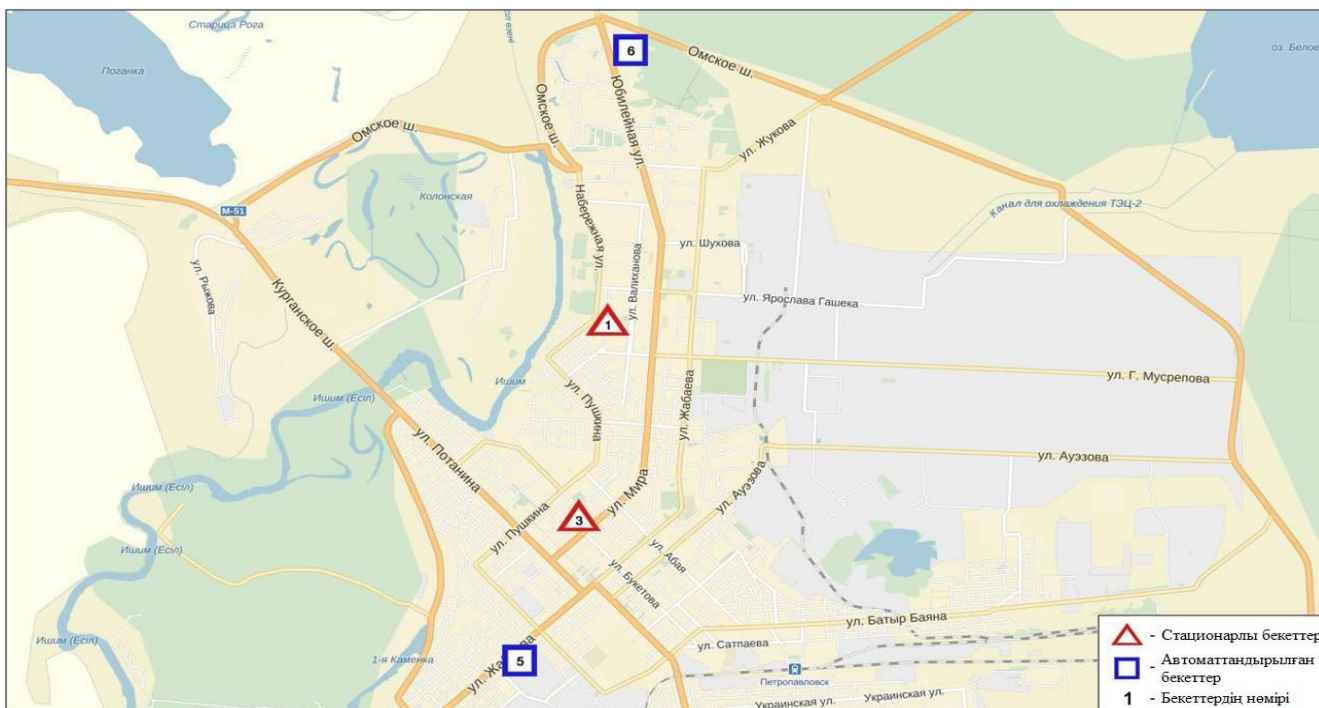 Старица Рога
Поганка
6
Омское ш.
оз. Белое
Омское ш.
Юбилейная ул.
Омское ш.
ул. Жукова
Колонская
М-51
Канал для охлаждения ТЭЦ-2
Набережная ул.
ул. Шухова
ул. Валиханова
ул. Рыжова
Курганское ш.
ул. Ярослава Гашека
1
ул. Г. Мусрепова
Ишим
ул. Пушкина
ул. Жабаева
Ишим (Есіл)
ул. Потанина
ул. Ауэзова
Ишим (Есіл)
ул. Мира
ул. Ауэзова
3
ул. Пушкина
Ишим (Есіл)
ул. Абая
ул. Букетова
ул. Батыр Баяна
Ишим (Есіл)
ул. Сатпаева
1-я Каменка
5
Петропавловск
Украинская ул.
Украинская ул.
- Стационарлы бекеттер
- Автоматтандырылған
бекеттер
1 - Бекеттердің нөмірі